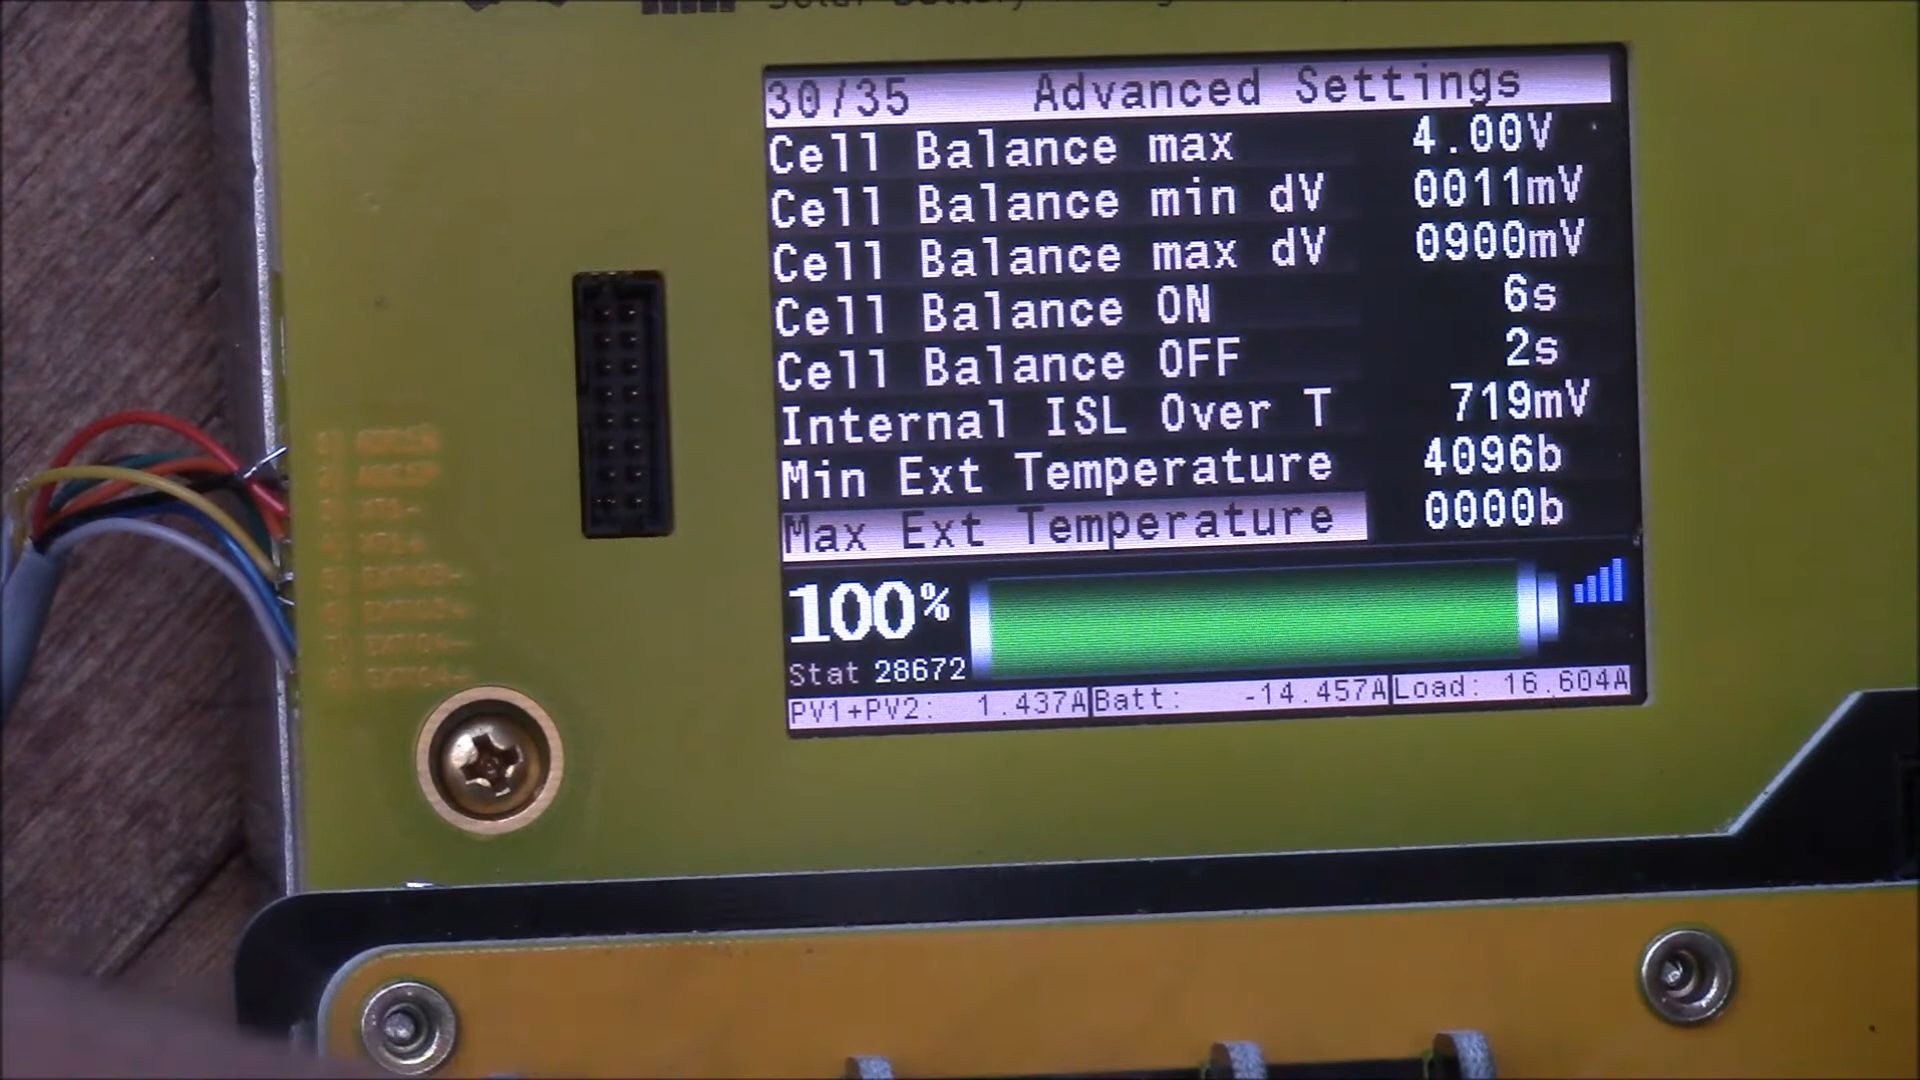 Solar Battery
30/35 Advanced Settings
Cell Balance max 4.00V
Cell Balance min dV 0011mV
Cell Balance max dV 0900mV
Cell Balance ON 6s
Cell Balance OFF 2s
Internal ISL Over T 719mV
Min Ext Temperature 4096b
Max Ext Temperature 0000b
100%
Stat 28672
PV1+PV2: 1.437A Batt: -14.457A Load: 16.604A